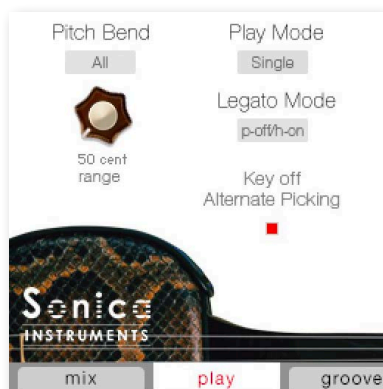 Pitch Bend
All
50 cent
range
Play Mode
Single
Legato Mode
p-off/h-on
Key off
Alternate Picking
Sonica
INSTRUMENTS
mix
play
groove